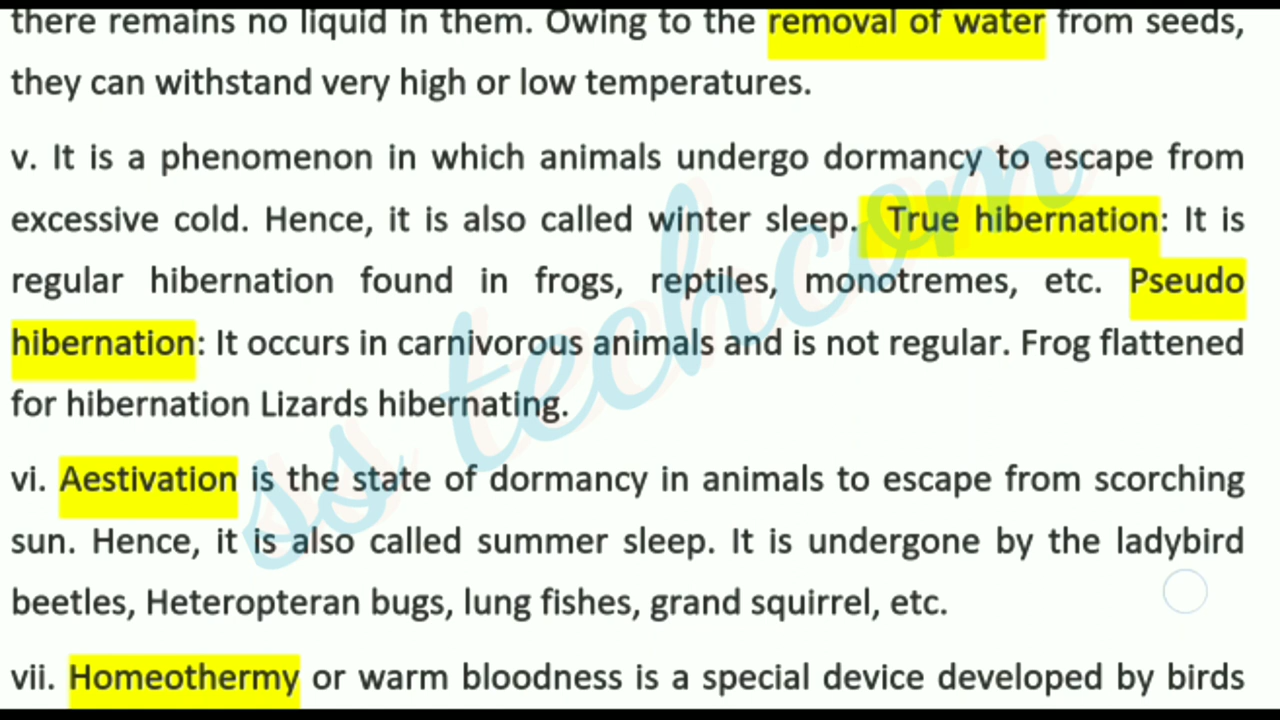 there remains no liquid in them. Owing to the removal of water from seeds,
they can withstand very high or low temperatures.
v. It is a phenomenon in which animals undergo dormancy to escape from
excessive cold. Hence, it is also called winter sleep. True hibernation: It is
regular hibernation found in frogs, reptiles, monotremes, etc. Pseudo
hibernation: It occurs in carnivorous animals and is not regular. Frog flattened
for hibernation Lizards hibernating.
vi. Aestivation is the state of dormancy in animals to escape from scorching
sun. Hence, it is also called summer sleep. It is undergone by the ladybird
beetles, Heteropteran bugs, lung fishes, grand squirrel, etc.
vii. Homeothermy or warm bloodness is a special device developed by birds
ss techcom